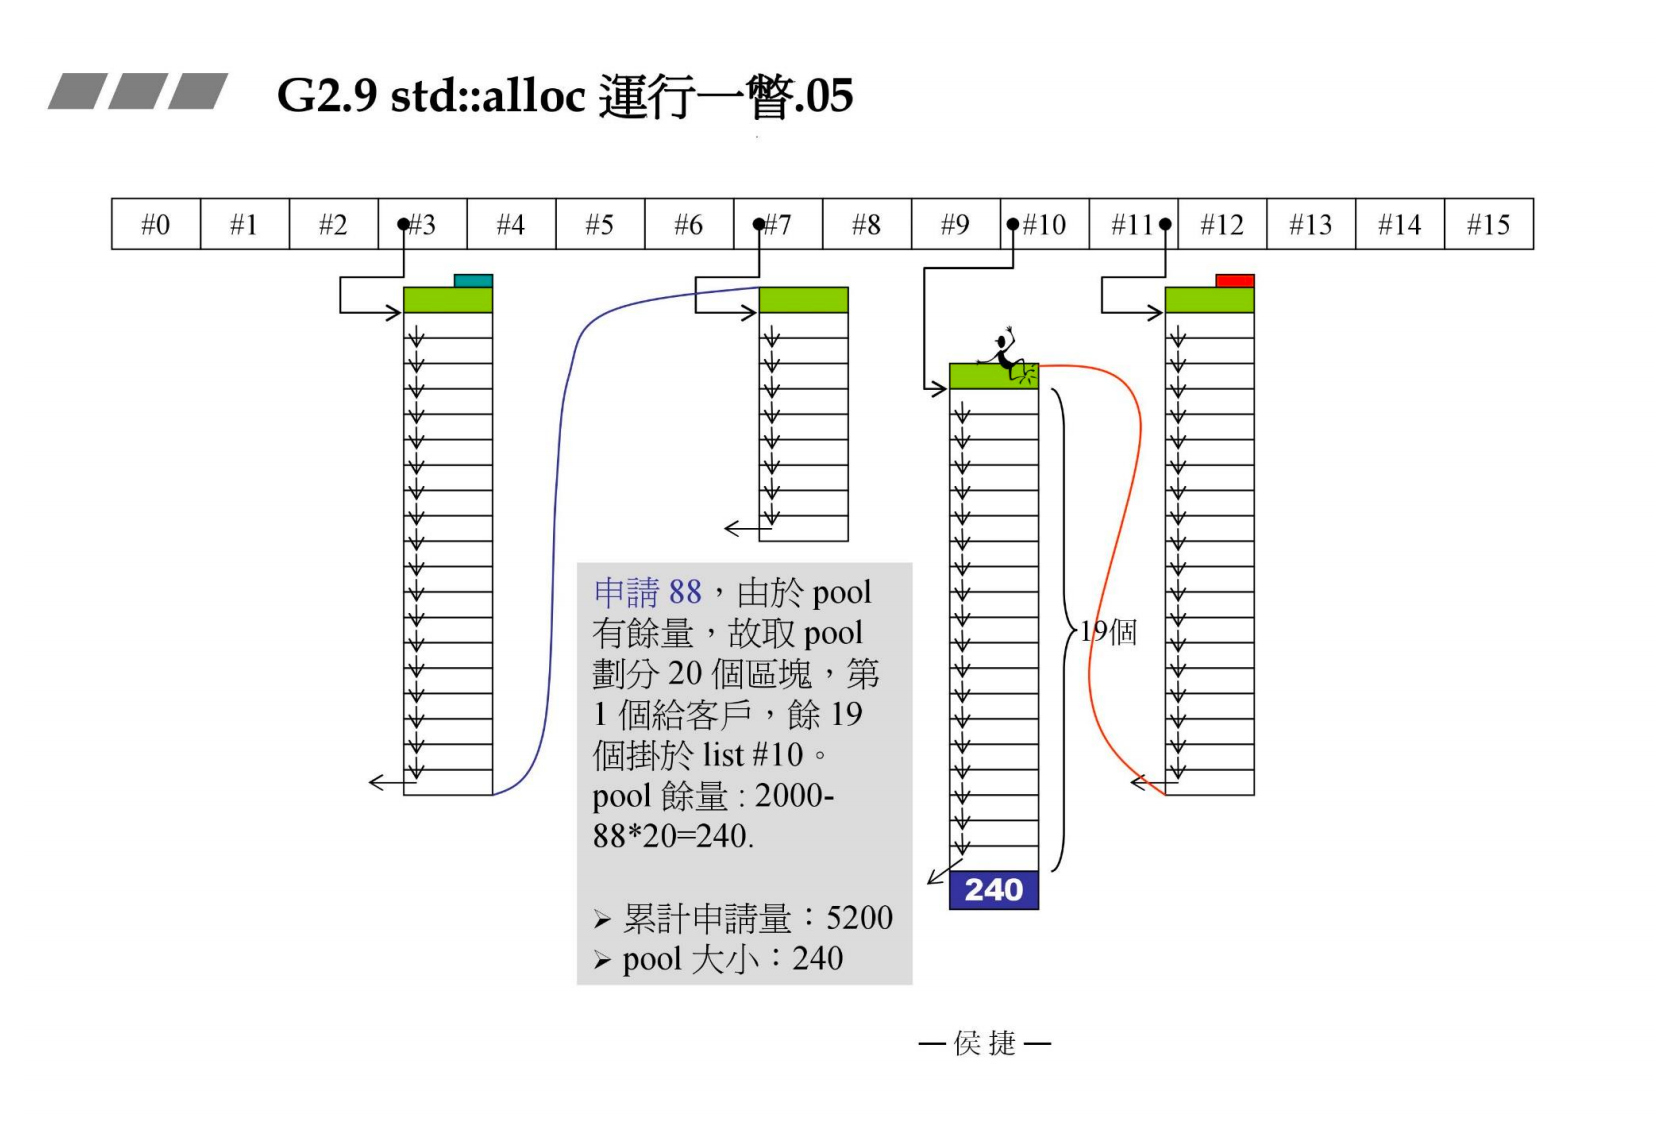 G2.9 std::alloc 運行一瞥.05
#0 #1 #2 #3 #4 #5 #6 #7 #8 #9 #10 #11 #12 #13 #14 #15
申請 88，由於 pool
有餘量，故取 pool
劃分 20 個區塊，第
1 個給客戶，餘 19
個掛於 list #10。
pool 餘量 : 2000-
88*20=240.
➢ 累計申請量：5200
➢ pool 大小：240
19個
240
— 侯 捷 —